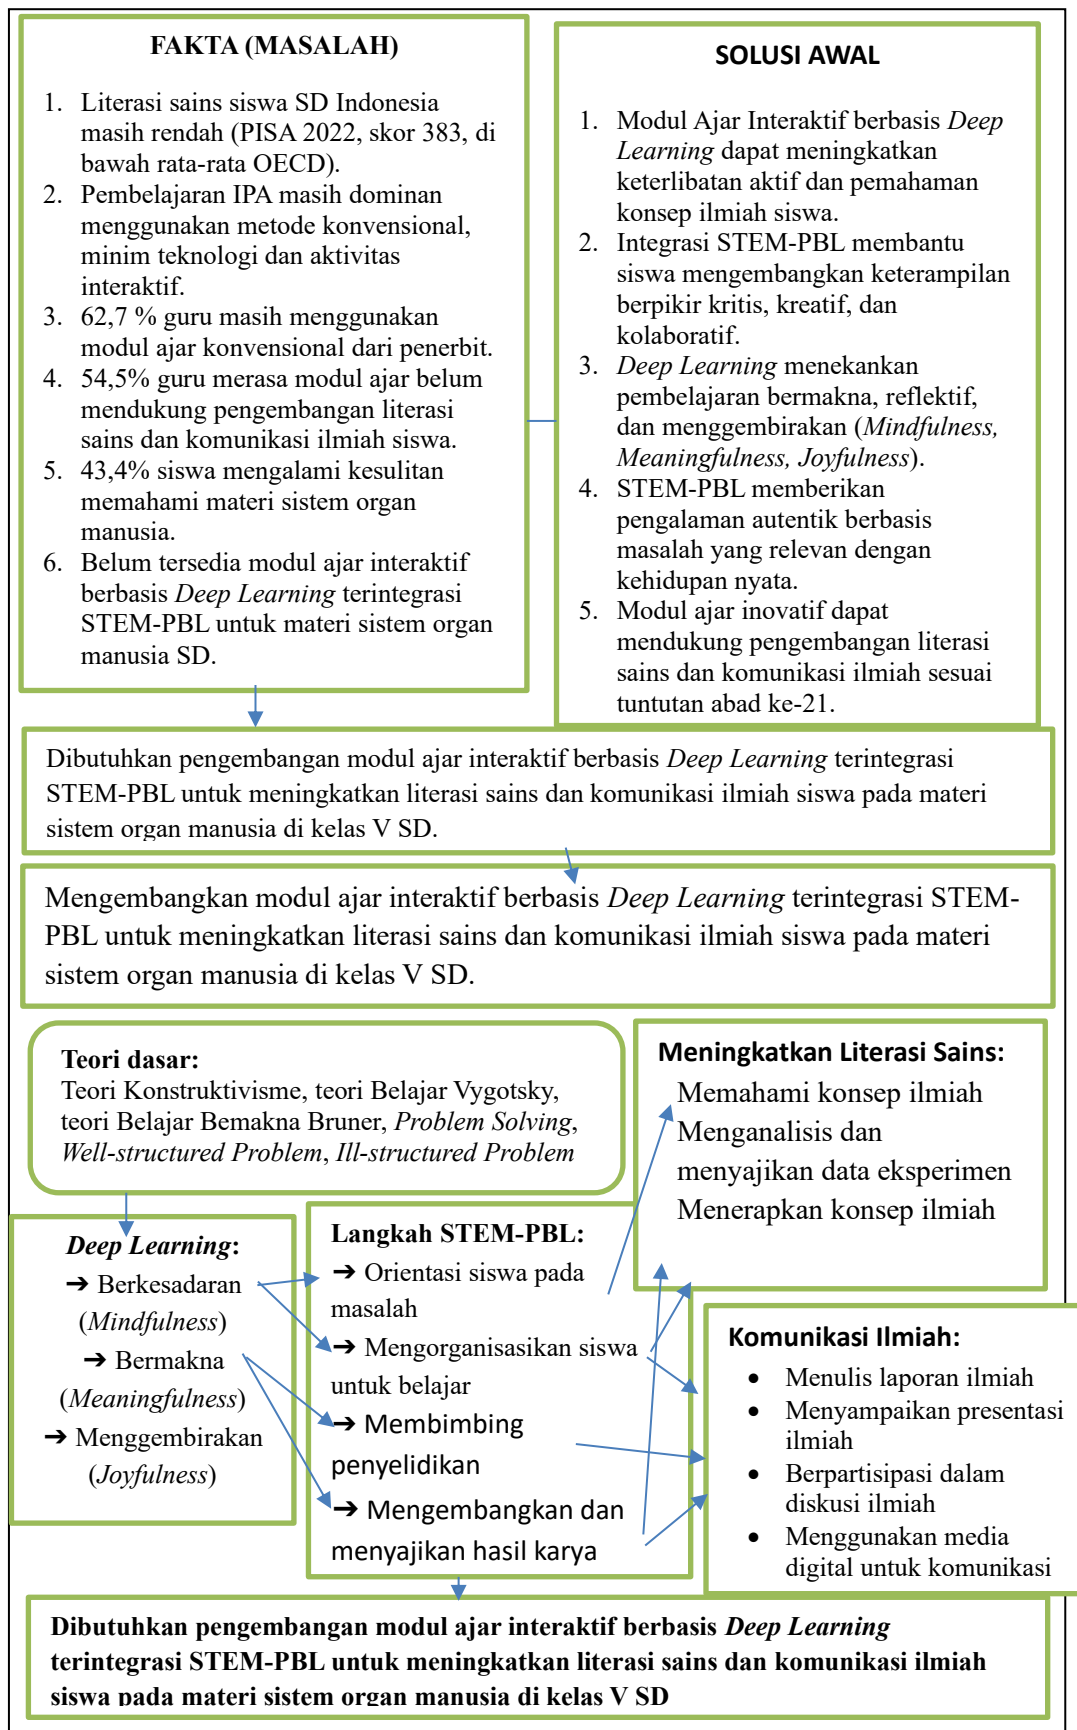 FAKTA (MASALAH)
1. Literasi sains siswa SD Indonesia
masih rendah (PISA 2022, skor 383, di
bawah rata-rata OECD).
2. Pembelajaran IPA masih dominan
menggunakan metode konvensional,
minim teknologi dan aktivitas
interaktif.
3. 62,7 % guru masih menggunakan
modul ajar konvensional dari penerbit.
4. 54,5% guru merasa modul ajar belum
mendukung pengembangan literasi
sains dan komunikasi ilmiah siswa.
5. 43,4% siswa mengalami kesulitan
memahami materi sistem organ
manusia.
6. Belum tersedia modul ajar interaktif
berbasis Deep Learning terintegrasi
STEM-PBL untuk materi sistem organ
manusia SD.
SOLUSI AWAL
1. Modul Ajar Interaktif berbasis Deep
Learning dapat meningkatkan
keterlibatan aktif dan pemahaman
konsep ilmiah siswa.
2. Integrasi STEM-PBL membantu
siswa mengembangkan keterampilan
berpikir kritis, kreatif, dan
kolaboratif.
3. Deep Learning menekankan
pembelajaran bermakna, reflektif,
dan menggembirakan (Mindfulness,
Meaningfulness, Joyfulness).
4. STEM-PBL memberikan
pengalaman autentik berbasis
masalah yang relevan dengan
kehidupan nyata.
5. Modul ajar inovatif dapat
mendukung pengembangan literasi
sains dan komunikasi ilmiah sesuai
tuntutan abad ke-21.
Dibutuhkan pengembangan modul ajar interaktif berbasis Deep Learning terintegrasi
STEM-PBL untuk meningkatkan literasi sains dan komunikasi ilmiah siswa pada materi
sistem organ manusia di kelas V SD.
Mengembangkan modul ajar interaktif berbasis Deep Learning terintegrasi STEM-
PBL untuk meningkatkan literasi sains dan komunikasi ilmiah siswa pada materi
sistem organ manusia di kelas V SD.
Teori dasar:
Teori Konstruktivisme, teori Belajar Vygotsky,
teori Belajar Bemakna Bruner, Problem Solving,
Well-structured Problem, Ill-structured Problem
Deep Learning:
➔ Berkesadaran
(Mindfulness)
➔ Bermakna
(Meaningfulness)
➔ Menggembirakan
(Joyfulness)
Langkah STEM-PBL:
➔ Orientasi siswa pada
masalah
➔ Mengorganisasikan siswa
untuk belajar
➔ Membimbing
penyelidikan
➔ Mengembangkan dan
menyajikan hasil karya
Meningkatkan Literasi Sains:
Memahami konsep ilmiah
Menganalisis dan
menyajikan data eksperimen
Menerapkan konsep ilmiah
Komunikasi Ilmiah:
• Menulis laporan ilmiah
• Menyampaikan presentasi
ilmiah
• Berpartisipasi dalam
diskusi ilmiah
• Menggunakan media
digital untuk komunikasi
Dibutuhkan pengembangan modul ajar interaktif berbasis Deep Learning
terintegrasi STEM-PBL untuk meningkatkan literasi sains dan komunikasi ilmiah
siswa pada materi sistem organ manusia di kelas V SD